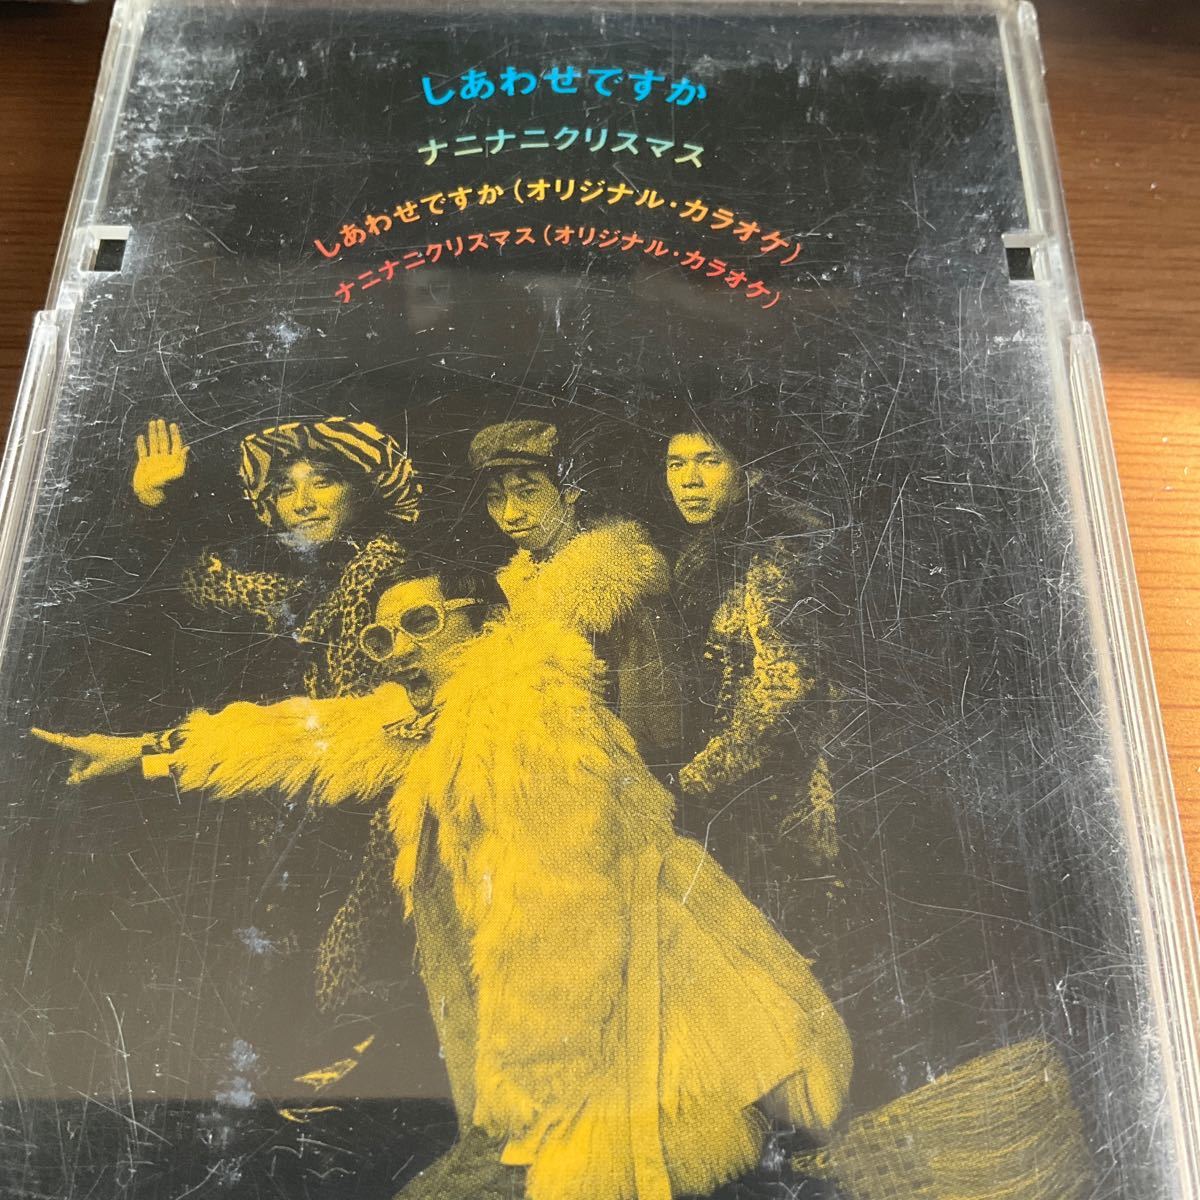 しあわせですか
ナニナニクリスマス
しあわせですか(オリジナル・カラオケ)
ナニナニクリスマス(オリジナル・カラオケ)